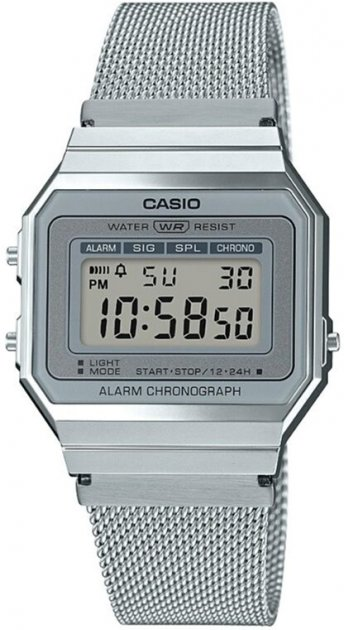 CASIO
WATER WR RESIST
ALARM SIG SPL CHRONO
SU 30
PM
10:58 50
LIGHT
MODE START·STOP/12·24H
ALARM CHRONOGRAPH